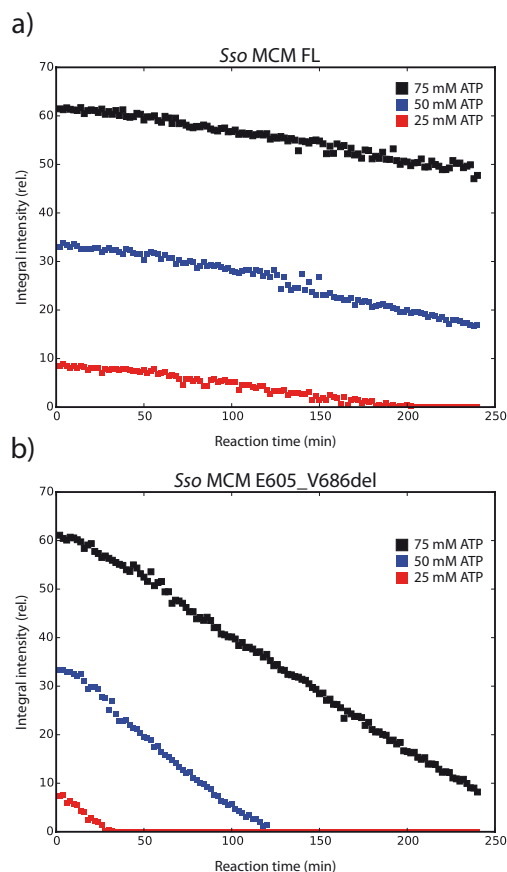 a)
Sso MCM FL
70
60
50
40
30
20
10
0
Integral intensity (rel.)
75 mM ATP
50 mM ATP
25 mM ATP
0 50 100 150 200 250
Reaction time (min)
b)
Sso MCM E605_V686del
70
60
50
40
30
20
10
0
Integral intensity (rel.)
75 mM ATP
50 mM ATP
25 mM ATP
0 50 100 150 200 250
Reaction time (min)